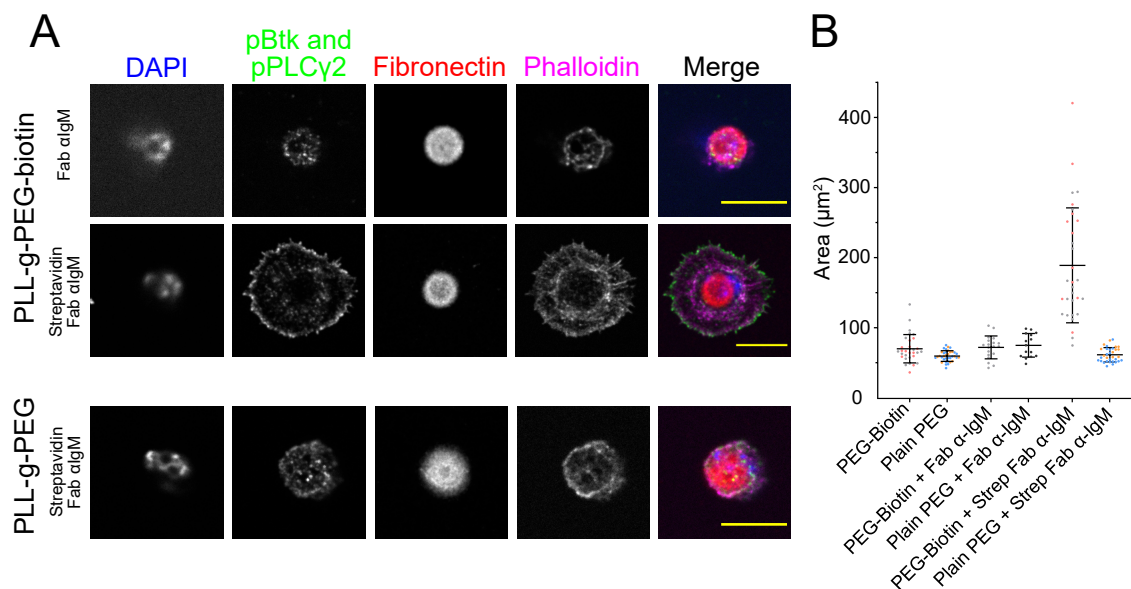 A
DAPI
pBtk and
pPLCγ2
Fibronectin
Phalloidin
Merge
PLL-g-PEG-biotin
Fab αIgM
Streptavidin
Fab αIgM
PLL-g-PEG
Streptavidin
Fab αIgM
B
Area (µm²)
400
300
200
100
0
PEG-Biotin
Plain PEG
PEG-Biotin + Fab α-IgM
Plain PEG + Fab α-IgM
PEG-Biotin + Strep Fab α-IgM
Plain PEG + Strep Fab α-IgM